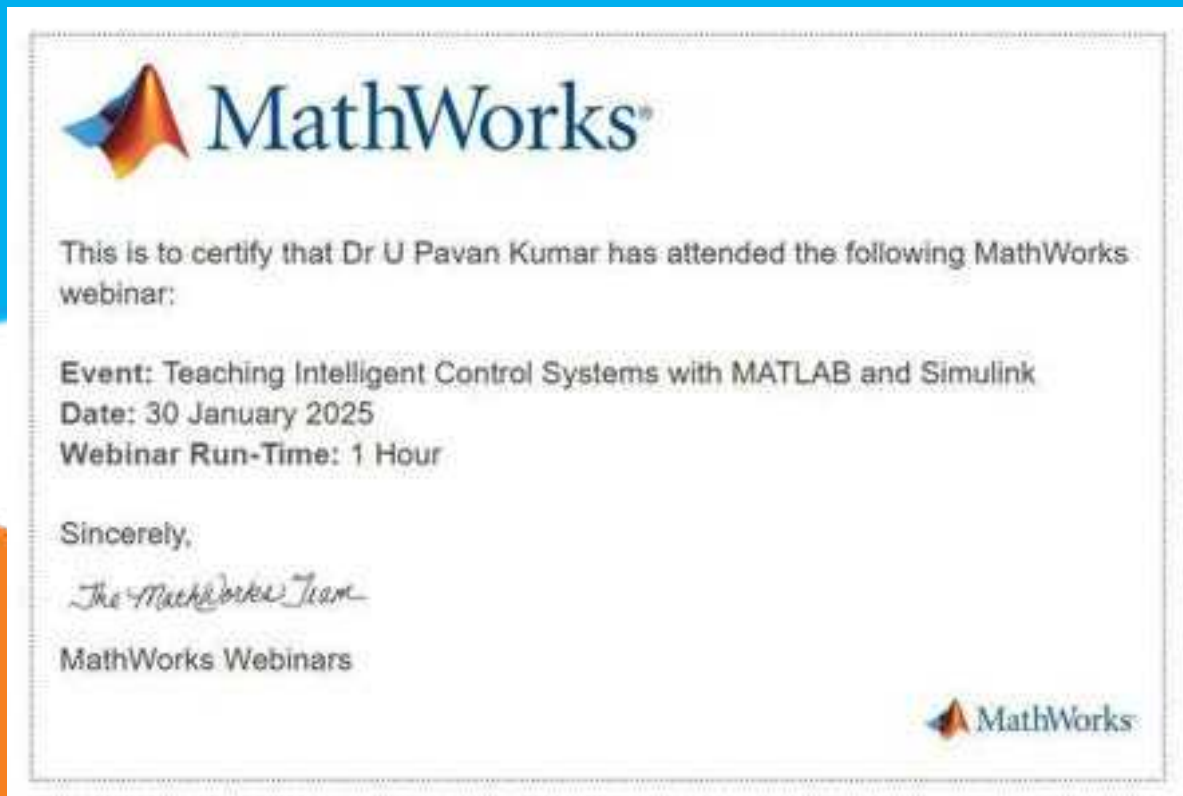 MathWorks®
This is to certify that Dr U Pavan Kumar has attended the following MathWorks
webinar:
Event: Teaching Intelligent Control Systems with MATLAB and Simulink
Date: 30 January 2025
Webinar Run-Time: 1 Hour
Sincerely,
The MathWorks Team
MathWorks Webinars
MathWorks